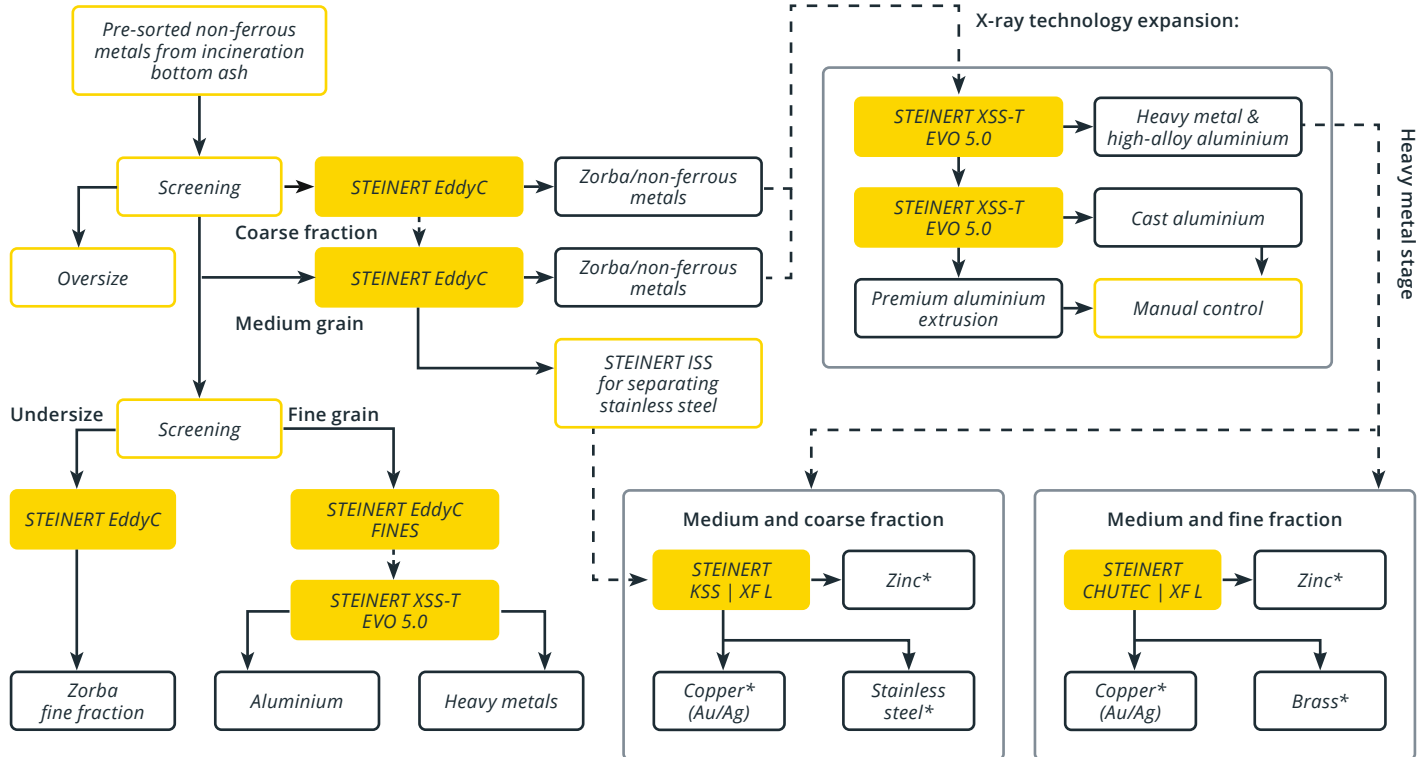 Pre-sorted non-ferrous
metals from incineration
bottom ash
X-ray technology expansion:
Screening
STEINERT EddyC
Zorba/non-ferrous
metals
Coarse fraction
Oversize
STEINERT EddyC
Zorba/non-ferrous
metals
Medium grain
STEINERT XSS-T
EVO 5.0
Heavy metal &
high-alloy aluminium
STEINERT XSS-T
EVO 5.0
Cast aluminium
Premium aluminium
extrusion
Manual control
Heavy metal stage
STEINERT ISS
for separating
stainless steel
Undersize
Screening
Fine grain
STEINERT EddyC
STEINERT EddyC
FINES
STEINERT XSS-T
EVO 5.0
Zorba
fine fraction
Aluminium
Heavy metals
Medium and coarse fraction
STEINERT
KSS | XF L
Zinc*
Copper*
(Au/Ag)
Stainless
steel*
Medium and fine fraction
STEINERT
CHUTEC | XF L
Zinc*
Copper*
(Au/Ag)
Brass*